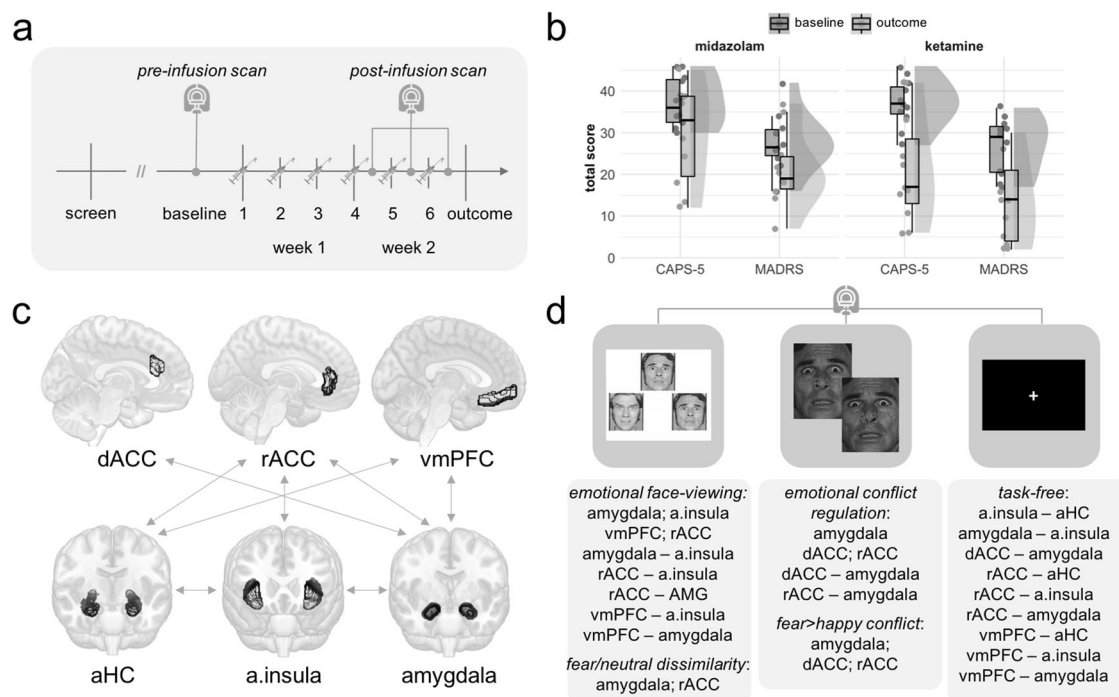 a
pre-infusion scan
post-infusion scan
//
screen
baseline
1
2
3
4
5
6
outcome
week 1
week 2
b
baseline
outcome
midazolam
ketamine
total score
40
30
20
10
0
CAPS-5
MADRS
CAPS-5
MADRS
c
dACC
rACC
vmPFC
aHC
a.insula
amygdala
d
+
emotional face-viewing:
amygdala; a.insula
vmPFC; rACC
amygdala – a.insula
rACC – a.insula
rACC – AMG
vmPFC – a.insula
vmPFC – amygdala
fear/neutral dissimilarity:
amygdala; rACC
emotional conflict
regulation:
amygdala
dACC; rACC
dACC – amygdala
rACC – amygdala
fear>happy conflict:
amygdala;
dACC; rACC
task-free:
a.insula – aHC
amygdala – a.insula
dACC – amygdala
rACC – aHC
rACC – a.insula
rACC – amygdala
vmPFC – aHC
vmPFC – a.insula
vmPFC – amygdala